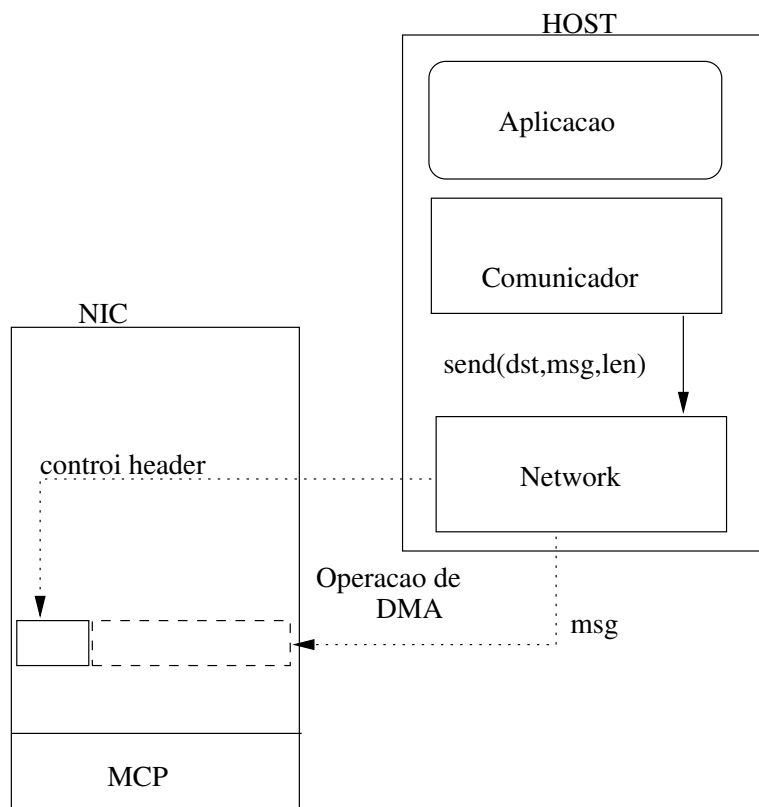 HOST
Aplicacao
Comunicador
NIC
send(dst,msg,len)
controi header
Network
Operacao de
DMA
msg
MCP